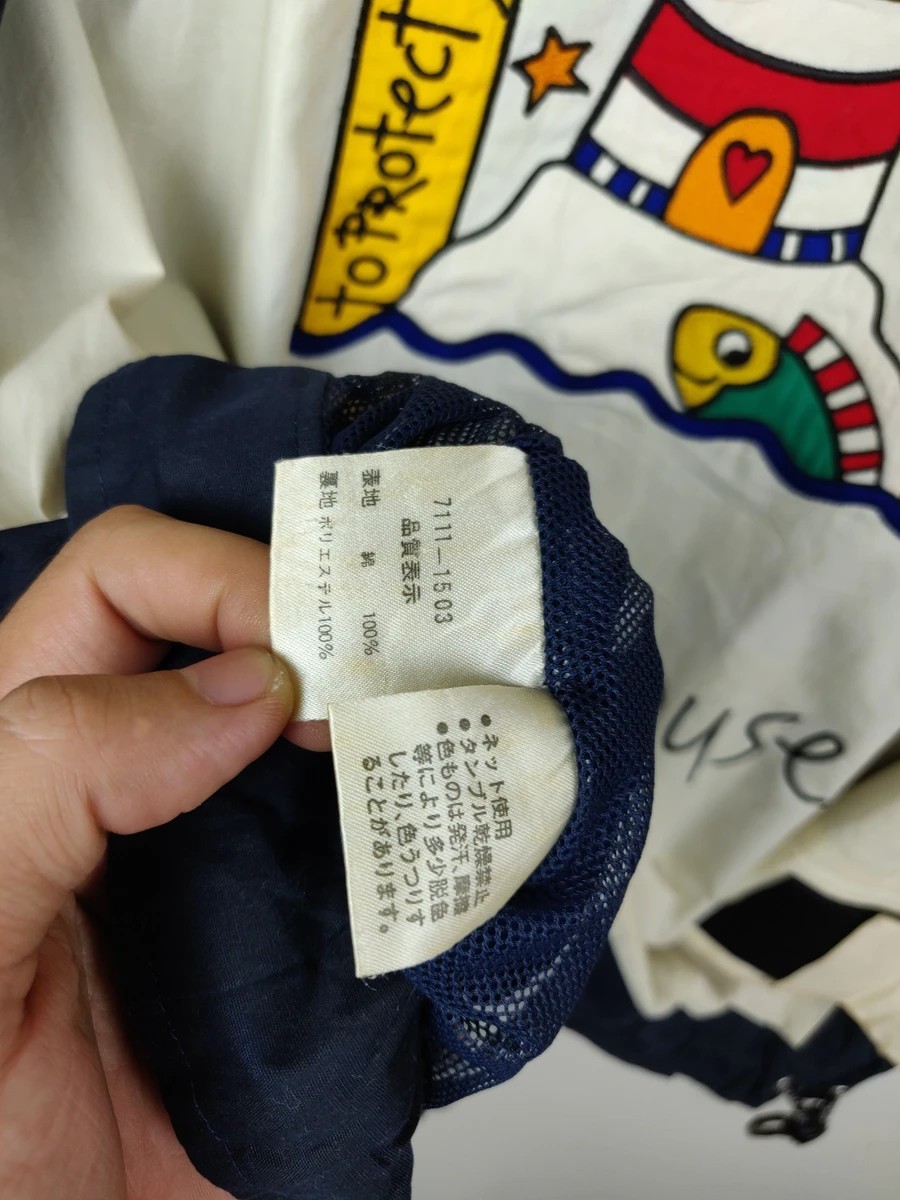 to PROtect
use
7111-1503
品質表示
表地 綿 100%
裏地 ポリエステル100%
●ネット使用
●タンブル乾燥禁止
●色ものは発汗、摩擦
等により多少脱色
したり、色うつりす
ることがあります。